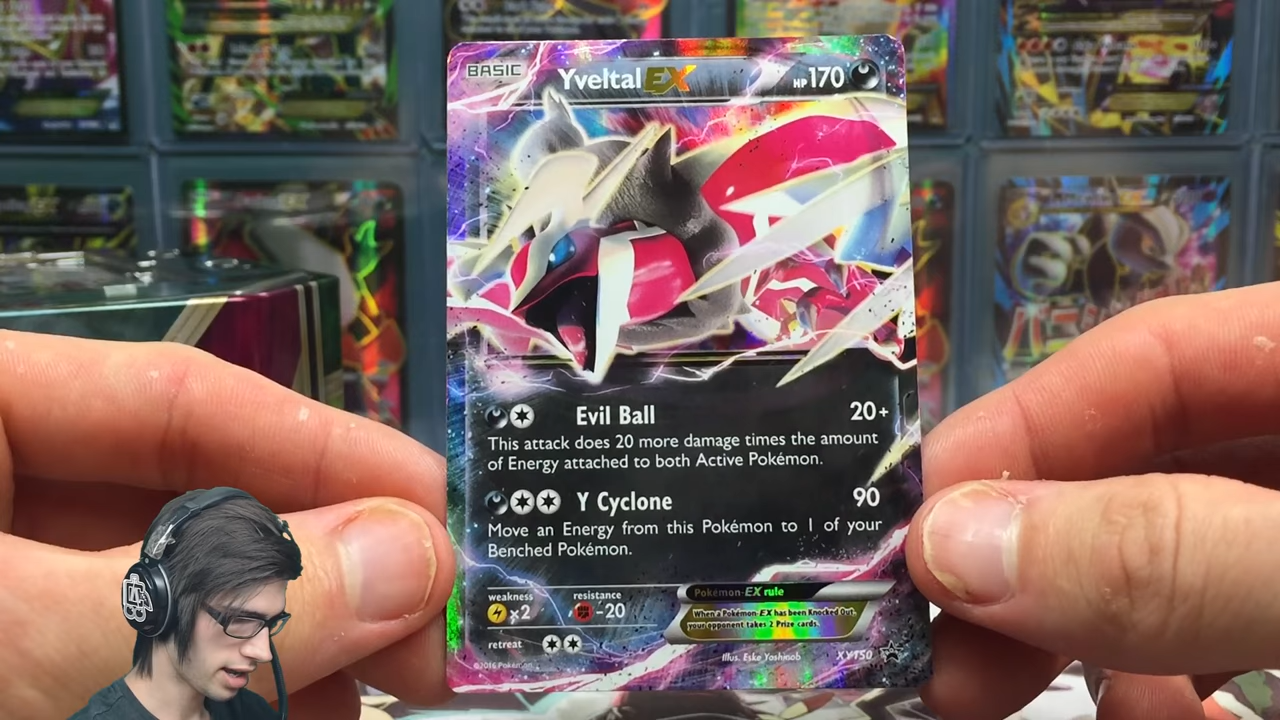 BASIC
Yveltal EX
HP 170
Evil Ball 20+
This attack does 20 more damage times the amount
of Energy attached to both Active Pokémon.
Y Cyclone 90
Move an Energy from this Pokémon to 1 of your
Benched Pokémon.
weakness
×2
resistance
-20
retreat
Pokémon-EX rule
When a Pokémon-EX has been Knocked Out,
your opponent takes 2 Prize cards.
©2016 Pokémon
Illus. Eske Yoshinob
XY150